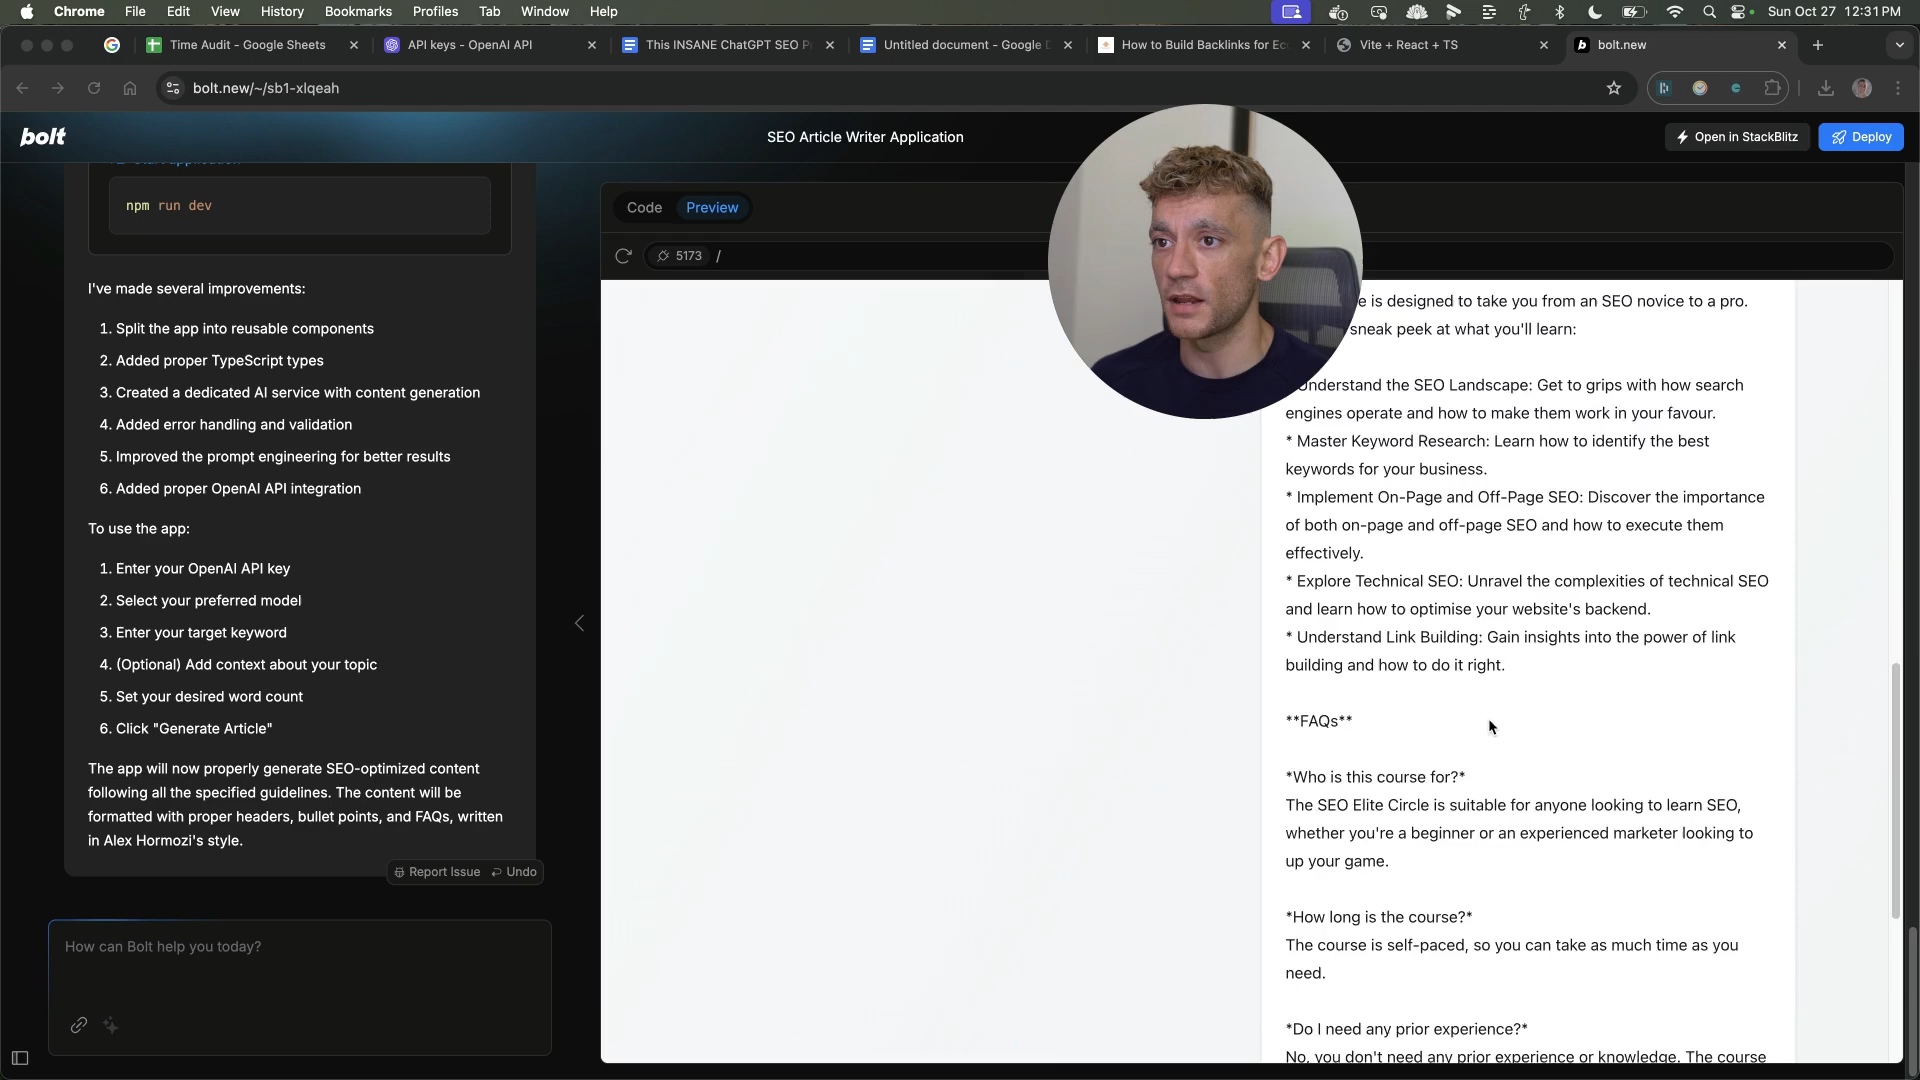 Chrome File Edit View History Bookmarks Profiles Tab Window Help
Sun Oct 27 12:31 PM
Time Audit - Google Sheets
API keys - OpenAI API
This INSANE ChatGPT SEO P
Untitled document - Google D
How to Build Backlinks for Ec
Vite + React + TS
bolt.new
bolt.new/~/sb1-xlqeah
bolt
SEO Article Writer Application
Open in StackBlitz
Deploy
npm run dev
I've made several improvements:
1. Split the app into reusable components
2. Added proper TypeScript types
3. Created a dedicated AI service with content generation
4. Added error handling and validation
5. Improved the prompt engineering for better results
6. Added proper OpenAI API integration
To use the app:
1. Enter your OpenAI API key
2. Select your preferred model
3. Enter your target keyword
4. (Optional) Add context about your topic
5. Set your desired word count
6. Click "Generate Article"
The app will now properly generate SEO-optimized content
following all the specified guidelines. The content will be
formatted with proper headers, bullet points, and FAQs, written
in Alex Hormozi's style.
Report Issue Undo
How can Bolt help you today?
Code Preview
5173 /
e is designed to take you from an SEO novice to a pro.
sneak peek at what you'll learn:
Understand the SEO Landscape: Get to grips with how search
engines operate and how to make them work in your favour.
* Master Keyword Research: Learn how to identify the best
keywords for your business.
* Implement On-Page and Off-Page SEO: Discover the importance
of both on-page and off-page SEO and how to execute them
effectively.
* Explore Technical SEO: Unravel the complexities of technical SEO
and learn how to optimise your website's backend.
* Understand Link Building: Gain insights into the power of link
building and how to do it right.
**FAQs**
*Who is this course for?*
The SEO Elite Circle is suitable for anyone looking to learn SEO,
whether you're a beginner or an experienced marketer looking to
up your game.
*How long is the course?*
The course is self-paced, so you can take as much time as you
need.
*Do I need any prior experience?*
No, you don't need any prior experience or knowledge. The course